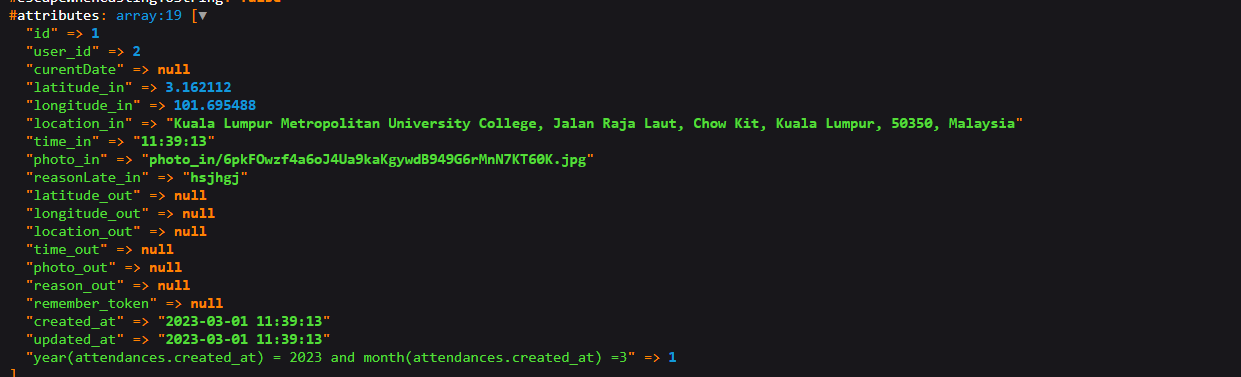 #escapeWhenCastingToString: false
#attributes: array:19 [▼
"id" => 1
"user_id" => 2
"curentDate" => null
"latitude_in" => 3.162112
"longitude_in" => 101.695488
"location_in" => "Kuala Lumpur Metropolitan University College, Jalan Raja Laut, Chow Kit, Kuala Lumpur, 50350, Malaysia"
"time_in" => "11:39:13"
"photo_in" => "photo_in/6pkFOwzf4a6oJ4Ua9kaKgywdB949G6rMnN7KT60K.jpg"
"reasonLate_in" => "hsjhgj"
"latitude_out" => null
"longitude_out" => null
"location_out" => null
"time_out" => null
"photo_out" => null
"reason_out" => null
"remember_token" => null
"created_at" => "2023-03-01 11:39:13"
"updated_at" => "2023-03-01 11:39:13"
"year(attendances.created_at) = 2023 and month(attendances.created_at) =3" => 1
]